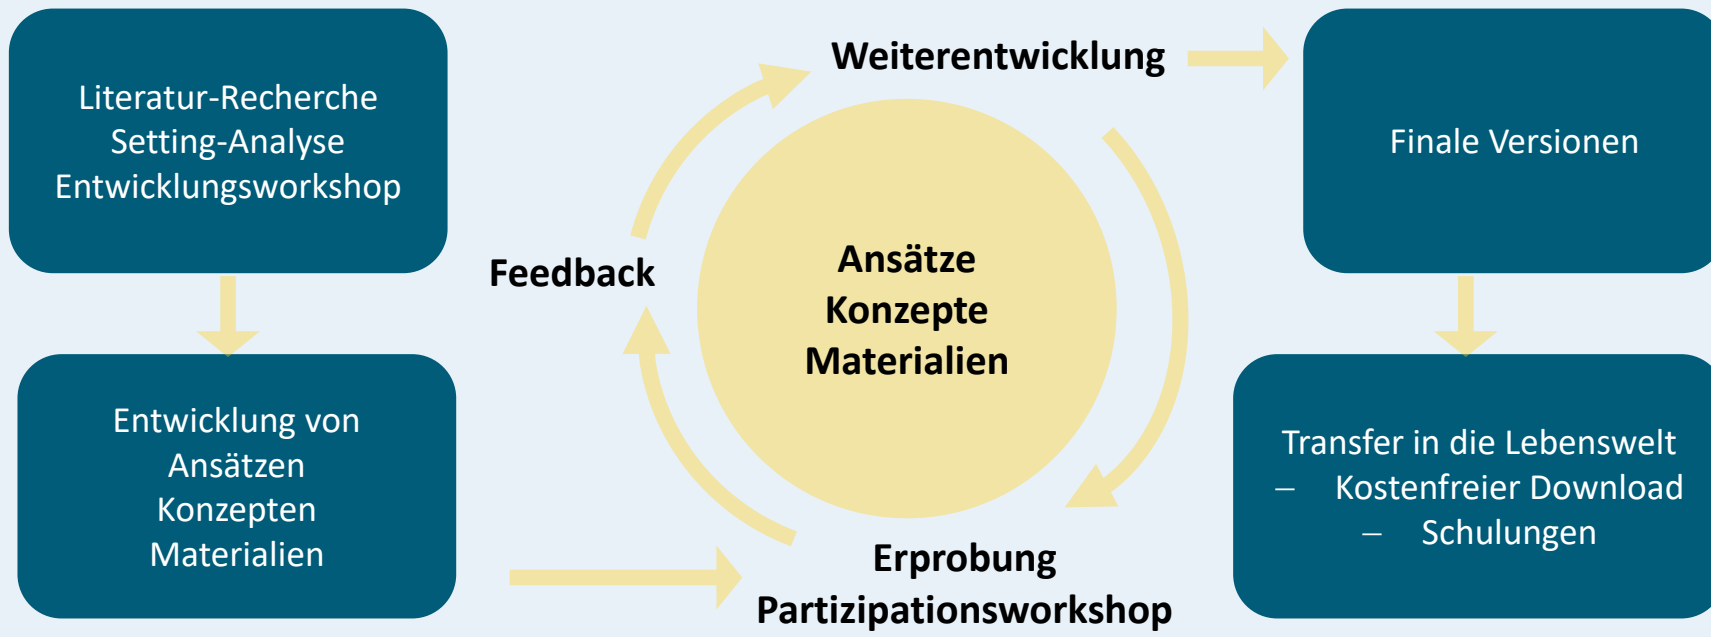 Literatur-Recherche
Setting-Analyse
Entwicklungsworkshop
Entwicklung von
Ansätzen
Konzepten
Materialien
Feedback
Weiterentwicklung
Ansätze
Konzepte
Materialien
Erprobung
Partizipationsworkshop
Finale Versionen
Transfer in die Lebenswelt
– Kostenfreier Download
– Schulungen